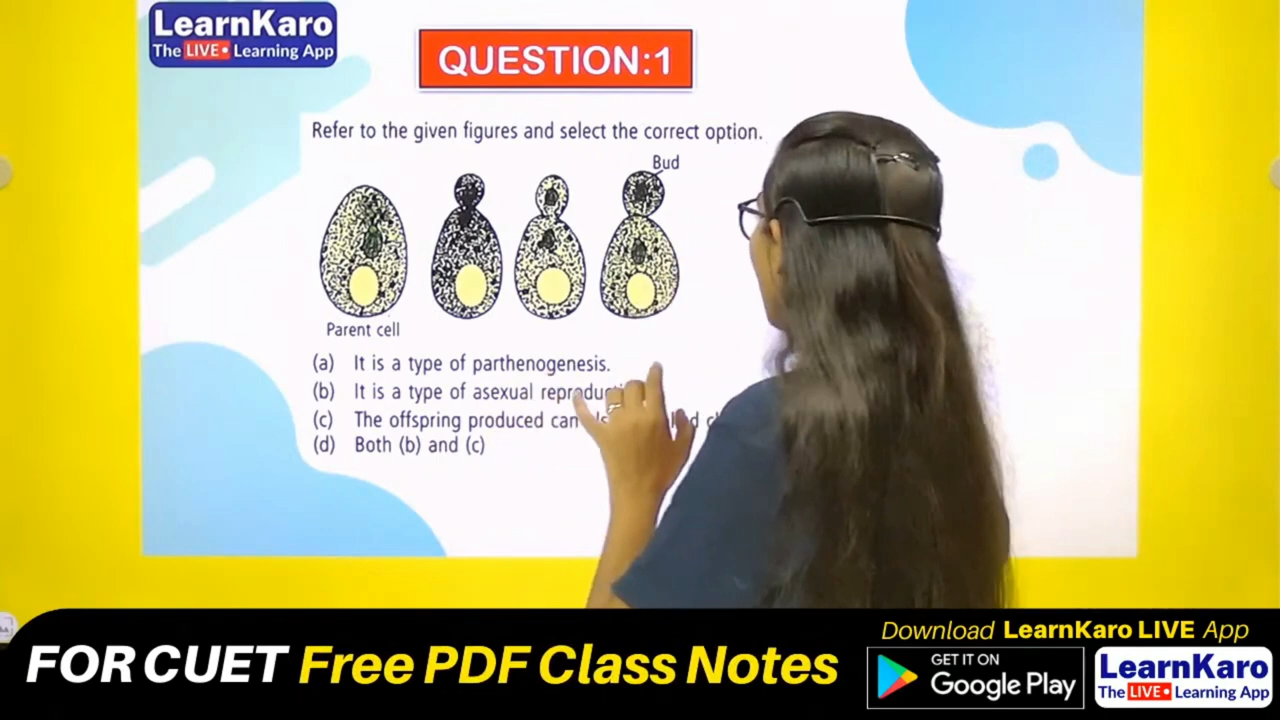 LearnKaro
The LIVE• Learning App
QUESTION:1
Refer to the given figures and select the correct option.
Bud
Parent cell
(a) It is a type of parthenogenesis.
(b) It is a type of asexual
(c) The offspring produced can
(d) Both (b) and (c)
FOR CUET Free PDF Class Notes
Download LearnKaro LIVE App
GET IT ON
Google Play
LearnKaro
The LIVE• Learning App